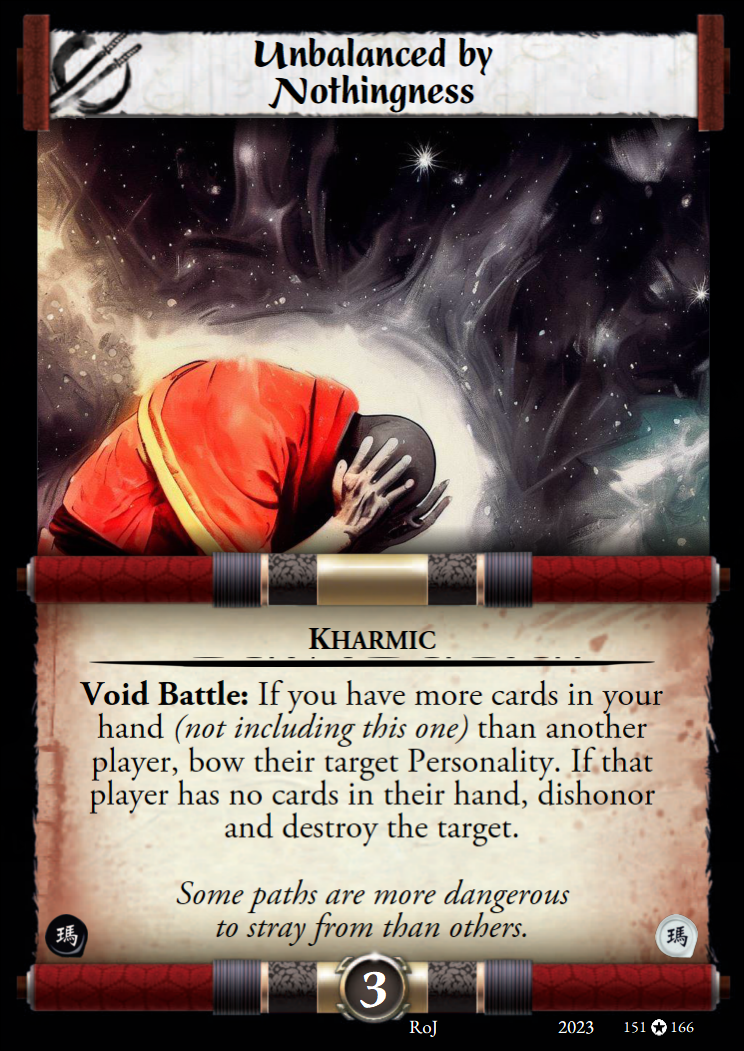 Unbalanced by
Nothingness
KHARMIC
Void Battle: If you have more cards in your
hand (not including this one) than another
player, bow their target Personality. If that
player has no cards in their hand, dishonor
and destroy the target.
Some paths are more dangerous
to stray from than others.
瑪
瑪
3
RoJ 2023 151 ✪ 166